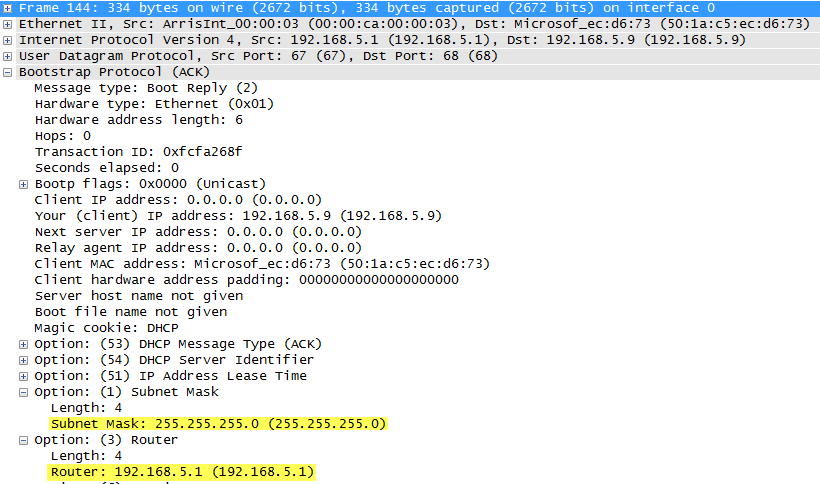 Frame 144: 334 bytes on wire (2672 bits), 334 bytes captured (2672 bits) on interface 0
Ethernet II, Src: ArrisInt_00:00:03 (00:00:ca:00:00:03), Dst: Microsof_ec:d6:73 (50:1a:c5:ec:d6:73)
Internet Protocol Version 4, Src: 192.168.5.1 (192.168.5.1), Dst: 192.168.5.9 (192.168.5.9)
User Datagram Protocol, Src Port: 67 (67), Dst Port: 68 (68)
Bootstrap Protocol (ACK)
Message type: Boot Reply (2)
Hardware type: Ethernet (0x01)
Hardware address length: 6
Hops: 0
Transaction ID: 0xfcfa268f
Seconds elapsed: 0
Bootp flags: 0x0000 (Unicast)
Client IP address: 0.0.0.0 (0.0.0.0)
Your (client) IP address: 192.168.5.9 (192.168.5.9)
Next server IP address: 0.0.0.0 (0.0.0.0)
Relay agent IP address: 0.0.0.0 (0.0.0.0)
Client MAC address: Microsof_ec:d6:73 (50:1a:c5:ec:d6:73)
Client hardware address padding: 00000000000000000000
Server host name not given
Boot file name not given
Magic cookie: DHCP
Option: (53) DHCP Message Type (ACK)
Option: (54) DHCP Server Identifier
Option: (51) IP Address Lease Time
Option: (1) Subnet Mask
Length: 4
Subnet Mask: 255.255.255.0 (255.255.255.0)
Option: (3) Router
Length: 4
Router: 192.168.5.1 (192.168.5.1)